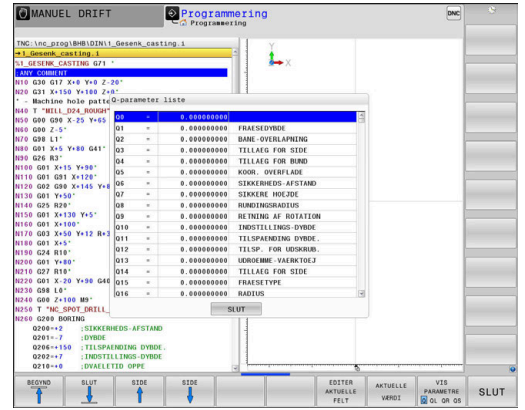 MANUEL DRIFT
Programmering
Programmering
DNC
TNC:\nc_prog\BHB\DIN\1_Gesenk_casting.i
→1_Gesenk_casting.i
%1_GESENK_CASTING G71 *
;ANY COMMENT
N10 G30 G17 X+0 Y+0 Z-20*
N20 G31 X+150 Y+100 Z+0*
* - Machine hole patte
N40 T "MILL_D24_ROUGH"
N50 G00 G90 X-25 Y+65
N60 G00 Z-5*
N70 G98 L1*
N80 G01 X+5 Y+80 G41*
N90 G26 R3*
N100 G01 X+15 Y+90*
N110 G01 G91 X+120*
N120 G02 G90 X+145 Y+8
N130 G01 Y+50*
N140 G25 R20*
N150 G01 X+130 Y+5*
N160 G01 X+100*
N170 G03 X+50 Y+12 R+3
N180 G01 X+5*
N190 G24 R10*
N200 G01 Y+80*
N210 G27 R10*
N220 G01 X-20 Y+90 G40
N230 G98 L0*
N240 G00 Z+100 M9*
N250 T "NC_SPOT_DRILL_
N260 G200 BORING
Q200=+2 ;SIKKERHEDS-AFSTAND
Q201=-7 ;DYBDE
Q206=+150 ;TILSPAENDING DYBDE.
Q202=+7 ;INDSTILLINGS-DYBDE
Q210=+0 ;DVAELETID OPPE
Y
X
Q-parameter liste
Q0 = 0.000000000
Q1 = 0.000000000 FRAESEDYBDE
Q2 = 0.000000000 BANE-OVERLAPNING
Q3 = 0.000000000 TILLAEG FOR SIDE
Q4 = 0.000000000 TILLAEG FOR BUND
Q5 = 0.000000000 KOOR. OVERFLADE
Q6 = 0.000000000 SIKKERHEDS-AFSTAND
Q7 = 0.000000000 SIKKERE HOEJDE
Q8 = 0.000000000 RUNDINGSRADIUS
Q9 = 0.000000000 RETNING AF ROTATION
Q10 = 0.000000000 INDSTILLINGS-DYBDE
Q11 = 0.000000000 TILSPAENDING DYBDE.
Q12 = 0.000000000 TILSP. FOR UDSKRUB.
Q13 = 0.000000000 UDROEMME-VAERKTOEJ
Q14 = 0.000000000 TILLAEG FOR SIDE
Q15 = 0.000000000 FRAESETYPE
Q16 = 0.000000000 RADIUS
SLUT
BEGYND
SLUT
SIDE
SIDE
EDITER AKTUELLE FELT
AKTUELLE VÆRDI
VIS PARAMETRE Q QL QR QS
SLUT